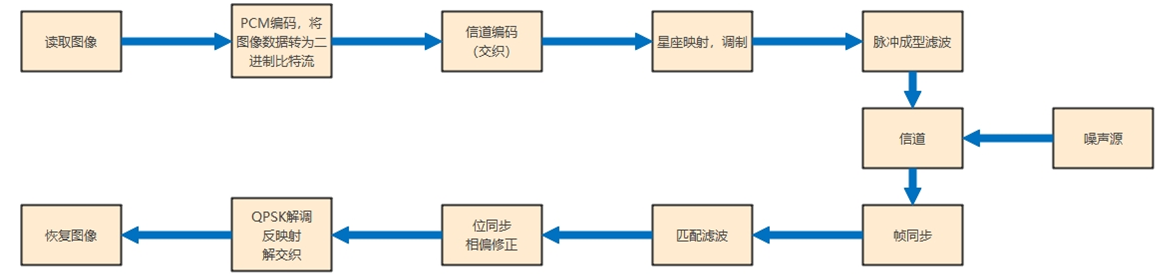 读取图像
PCM编码，将
图像数据转为二
进制比特流
信道编码
（交织）
星座映射，调制
脉冲成型滤波
信道
噪声源
帧同步
匹配滤波
位同步
相偏修正
QPSK解调
反映射
解交织
恢复图像